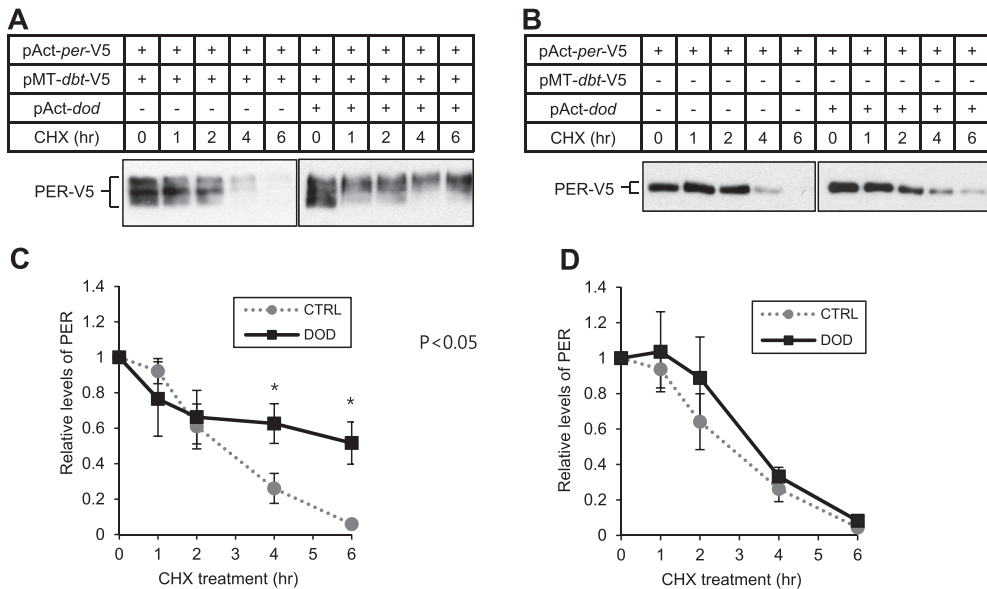 A
pAct-per-V5 + + + + + + + + + +
pMT-dbt-V5 + + + + + + + + + +
pAct-dod - - - - - + + + + +
CHX (hr) 0 1 2 4 6 0 1 2 4 6
PER-V5
B
pAct-per-V5 + + + + + + + + + +
pMT-dbt-V5 - - - - - - - - - -
pAct-dod - - - - - + + + + +
CHX (hr) 0 1 2 4 6 0 1 2 4 6
PER-V5
C
Relative levels of PER
1.4
1.2
1
0.8
0.6
0.4
0.2
0
CTRL
DOD
P<0.05
*
*
0 1 2 3 4 5 6
CHX treatment (hr)
D
Relative levels of PER
1.4
1.2
1
0.8
0.6
0.4
0.2
0
CTRL
DOD
0 1 2 3 4 5 6
CHX treatment (hr)